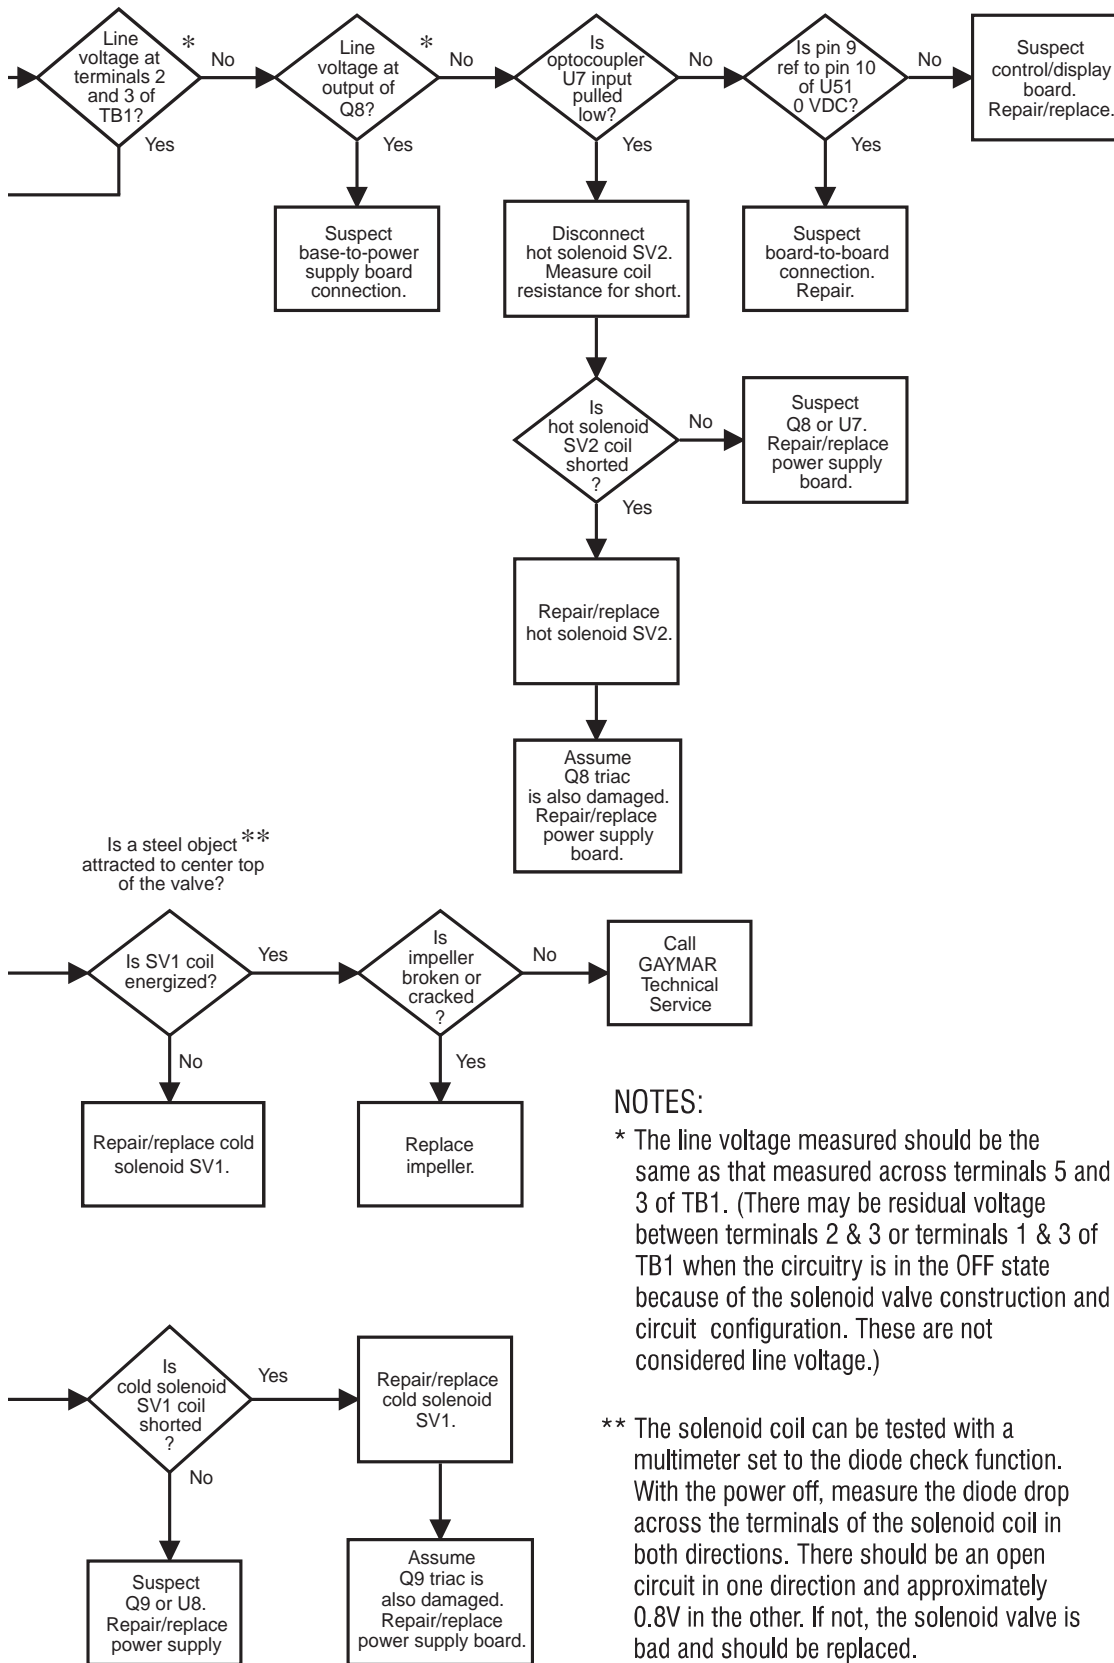 Line
voltage at
terminals 2
and 3 of
TB1?
*
No
Yes
Line
voltage at
output of
Q8?
*
No
Yes
Is
optocoupler
U7 input
pulled
low?
No
Yes
Is pin 9
ref to pin 10
of U51
0 VDC?
No
Yes
Suspect
control/display
board.
Repair/replace.
Suspect
base-to-power
supply board
connection.
Disconnect
hot solenoid SV2.
Measure coil
resistance for short.
Suspect
board-to-board
connection.
Repair.
Is
hot solenoid
SV2 coil
shorted
?
No
Yes
Suspect
Q8 or U7.
Repair/replace
power supply
board.
Repair/replace
hot solenoid SV2.
Assume
Q8 triac
is also damaged.
Repair/replace
power supply
board.
Is a steel object **
attracted to center top
of the valve?
Is SV1 coil
energized?
Yes
No
Is
impeller
broken or
cracked
?
No
Yes
Call
GAYMAR
Technical
Service
Repair/replace cold
solenoid SV1.
Replace
impeller.
NOTES:
* The line voltage measured should be the
same as that measured across terminals 5 and
3 of TB1. (There may be residual voltage
between terminals 2 & 3 or terminals 1 & 3 of
TB1 when the circuitry is in the OFF state
because of the solenoid valve construction and
circuit configuration. These are not
considered line voltage.)
** The solenoid coil can be tested with a
multimeter set to the diode check function.
With the power off, measure the diode drop
across the terminals of the solenoid coil in
both directions. There should be an open
circuit in one direction and approximately
0.8V in the other. If not, the solenoid valve is
bad and should be replaced.
Is
cold solenoid
SV1 coil
shorted
?
Yes
No
Repair/replace
cold solenoid
SV1.
Suspect
Q9 or U8.
Repair/replace
power supply
Assume
Q9 triac is
also damaged.
Repair/replace
power supply board.